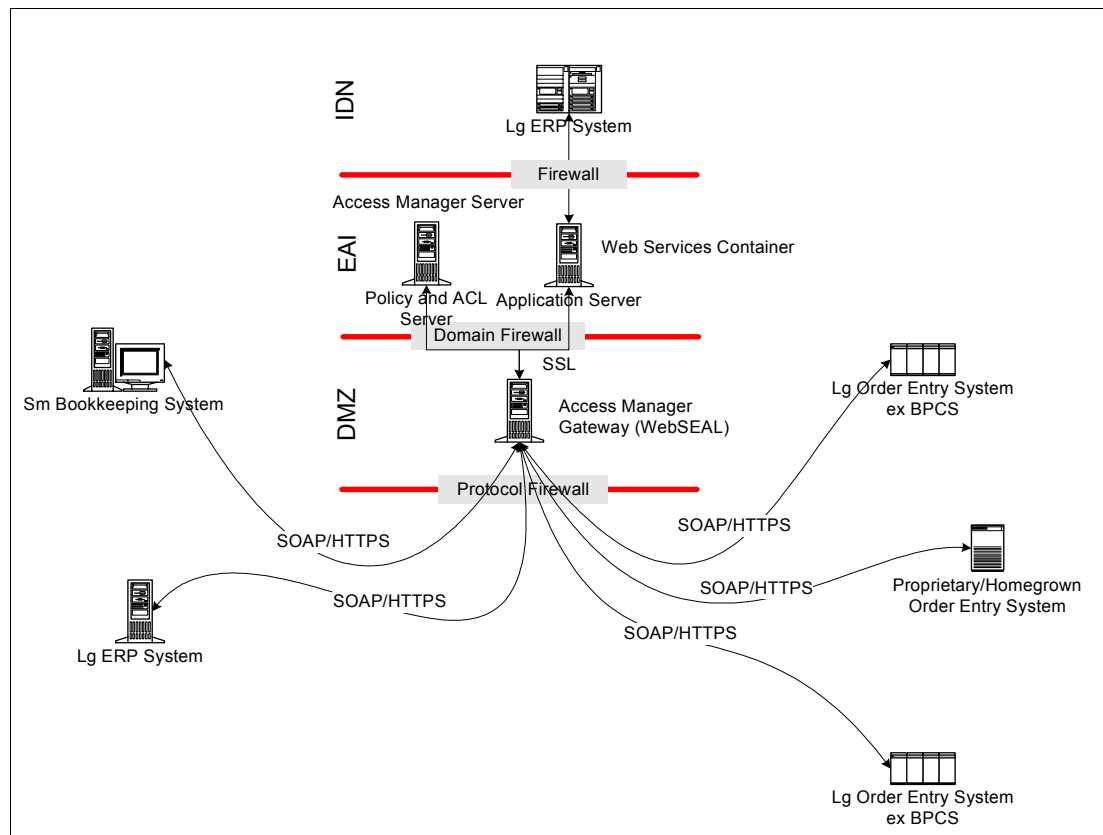 IDN
Lg ERP System
Firewall
Access Manager Server
EAI
Web Services Container
Policy and ACL
Server
Application Server
Domain Firewall
SSL
Sm Bookkeeping System
Lg Order Entry System
ex BPCS
DMZ
Access Manager
Gateway (WebSEAL)
Protocol Firewall
SOAP/HTTPS
SOAP/HTTPS
SOAP/HTTPS
SOAP/HTTPS
SOAP/HTTPS
Proprietary/Homegrown
Order Entry System
Lg ERP System
Lg Order Entry System
ex BPCS